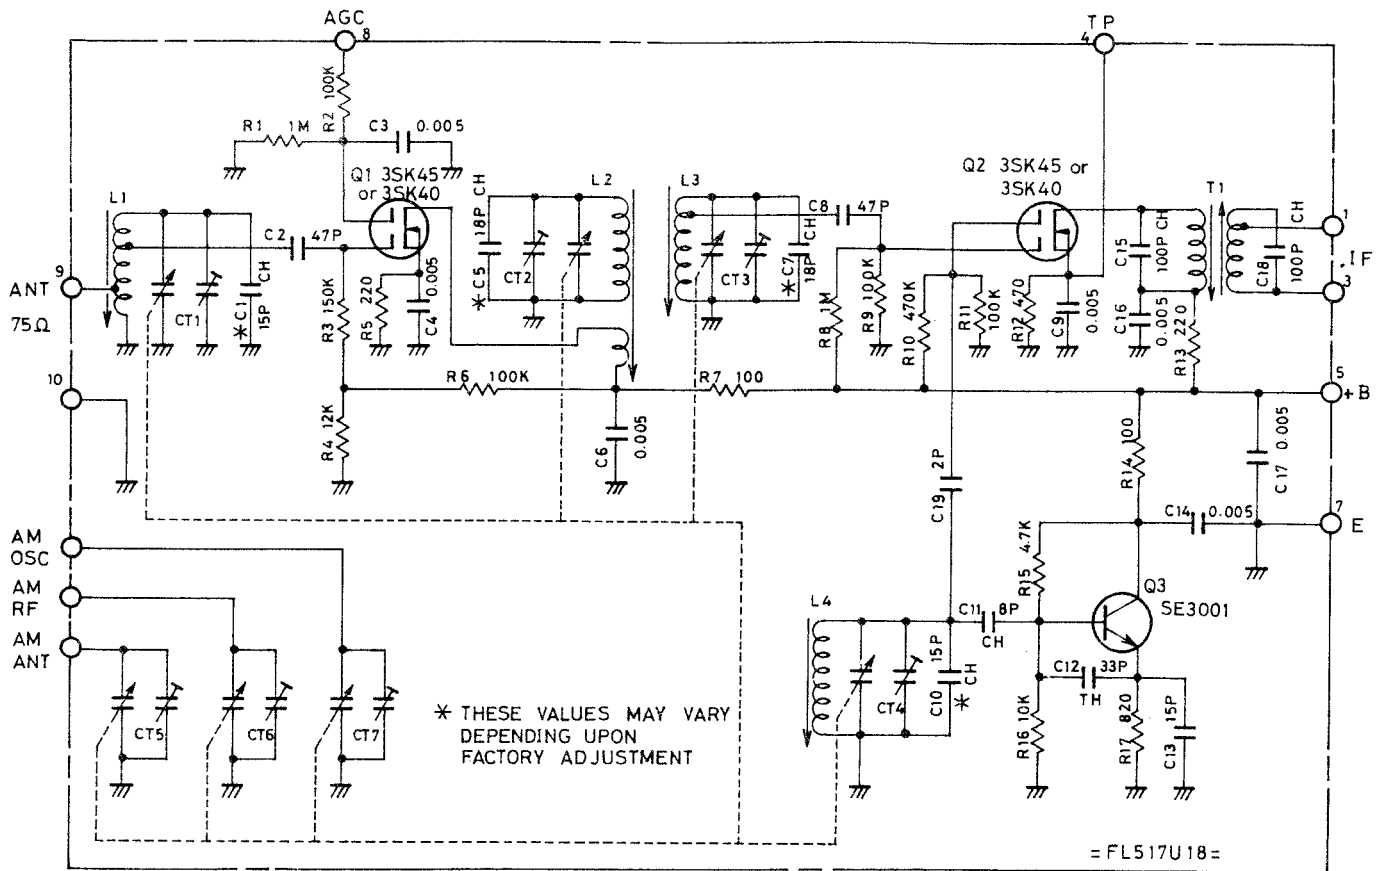 AGC
8
TP
4
R2 100K
R1 1M
C3 0.005
Q1 3SK45
or 3SK40
Q2 3SK45 or
3SK40
L1
L2
L3
T1
C2 47P
C8 47P
18P CH
*C5
CT2
CT3
*C7
18P CH
C15
100P CH
C18
100P
CH
1
.IF
3
9
ANT
75Ω
CT1
*C1
15P
CH
R3 150K
R5 220
0.005
C4
R8 1M
R9 100K
R10 470K
R11
100K
R12 470
C9
0.005
C16
0.005
R13 220
10
R6 100K
R7 100
5
+B
R4 12K
C6
0.005
2P
C19
R14 100
C17 0.005
C14 0.005
7
E
AM
OSC
AM
RF
AM
ANT
R15 4.7K
Q3
SE3001
L4
C11 8P
CH
15P
CH
C10
*
CT4
C12 33P
TH
R16 10K
R17 820
C13 15P
CT5
CT6
CT7
* THESE VALUES MAY VARY
DEPENDING UPON
FACTORY ADJUSTMENT
=FL517U18=